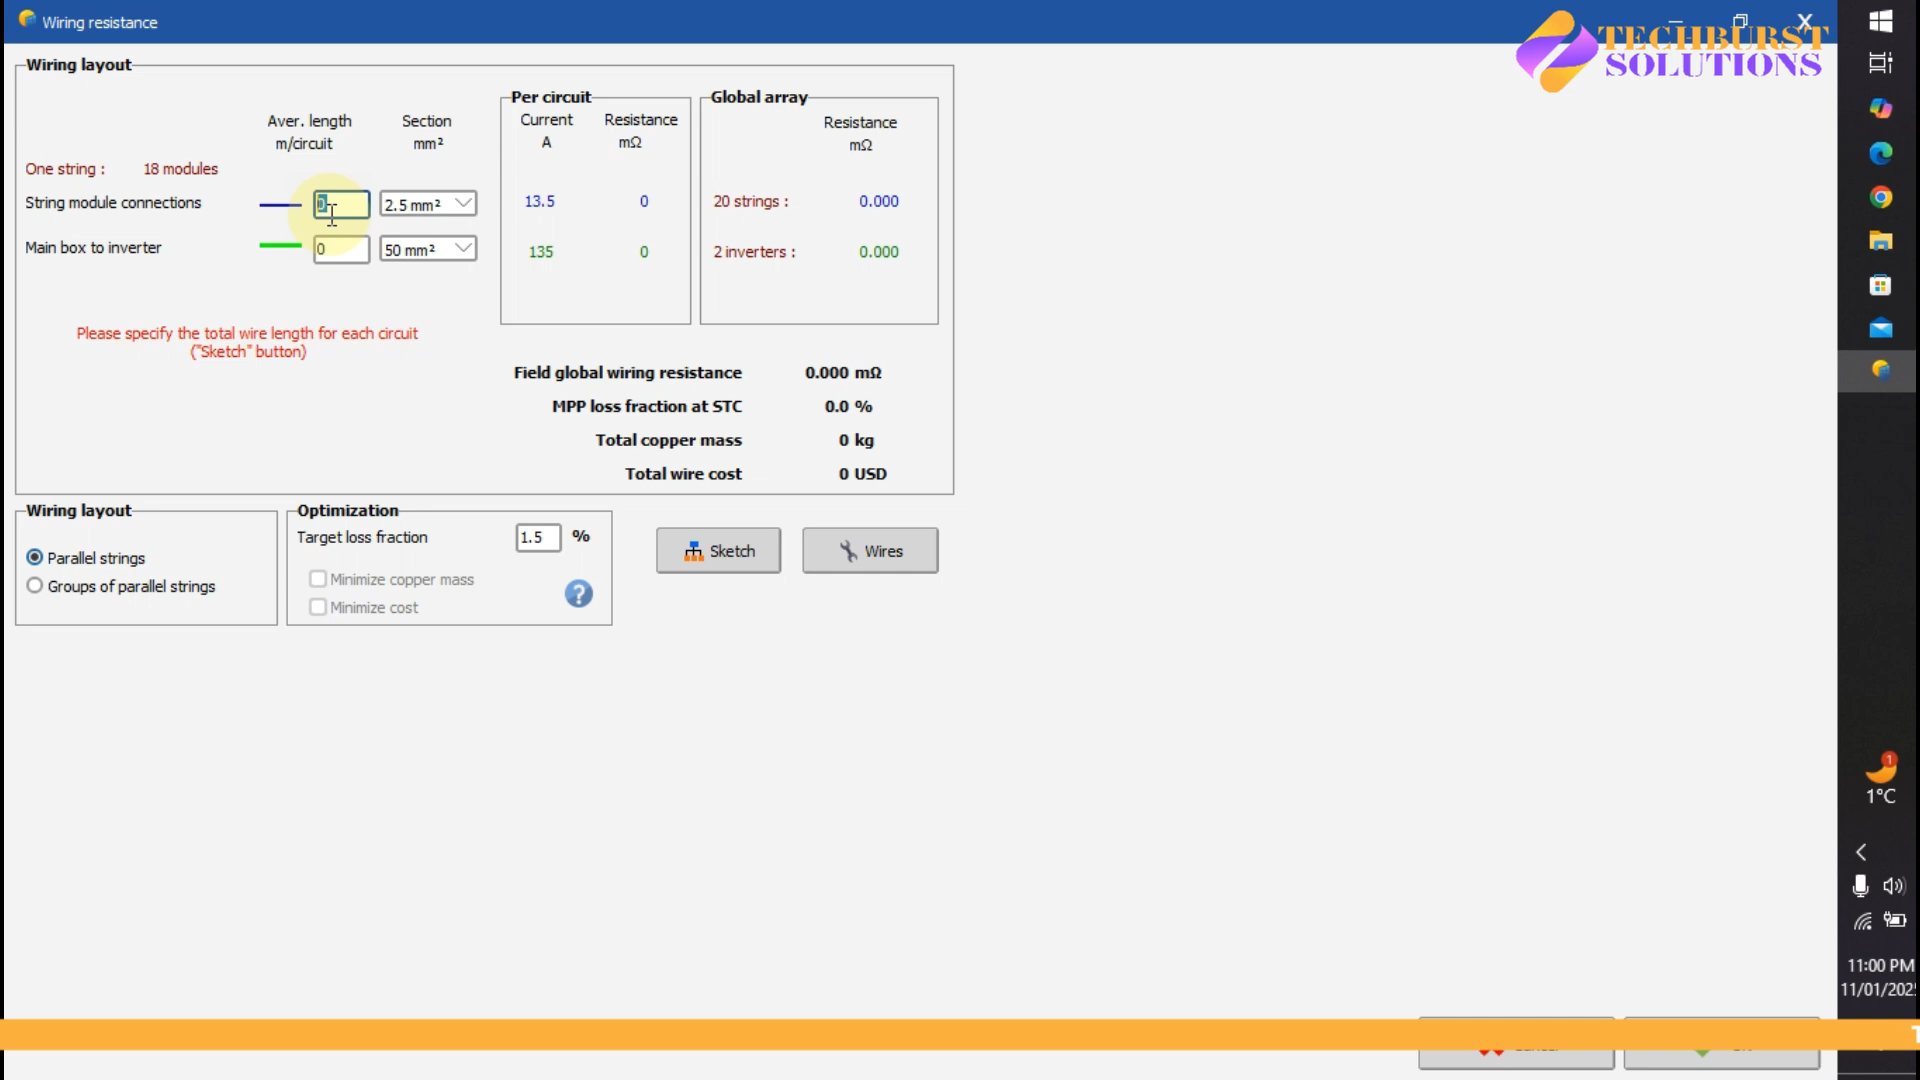 Wiring resistance
TECHBURST
SOLUTIONS
Wiring layout
Aver. length
m/circuit
Section
mm²
Per circuit
Current
A
Resistance
mΩ
Global array
Resistance
mΩ
One string : 18 modules
String module connections 0 2.5 mm² 13.5 0 20 strings : 0.000
Main box to inverter 0 50 mm² 135 0 2 inverters : 0.000
Please specify the total wire length for each circuit
("Sketch" button)
Field global wiring resistance 0.000 mΩ
MPP loss fraction at STC 0.0 %
Total copper mass 0 kg
Total wire cost 0 USD
Wiring layout
Parallel strings
Groups of parallel strings
Optimization
Target loss fraction 1.5 %
Minimize copper mass
Minimize cost
?
Sketch
Wires
1
1°C
11:00 PM
11/01/202